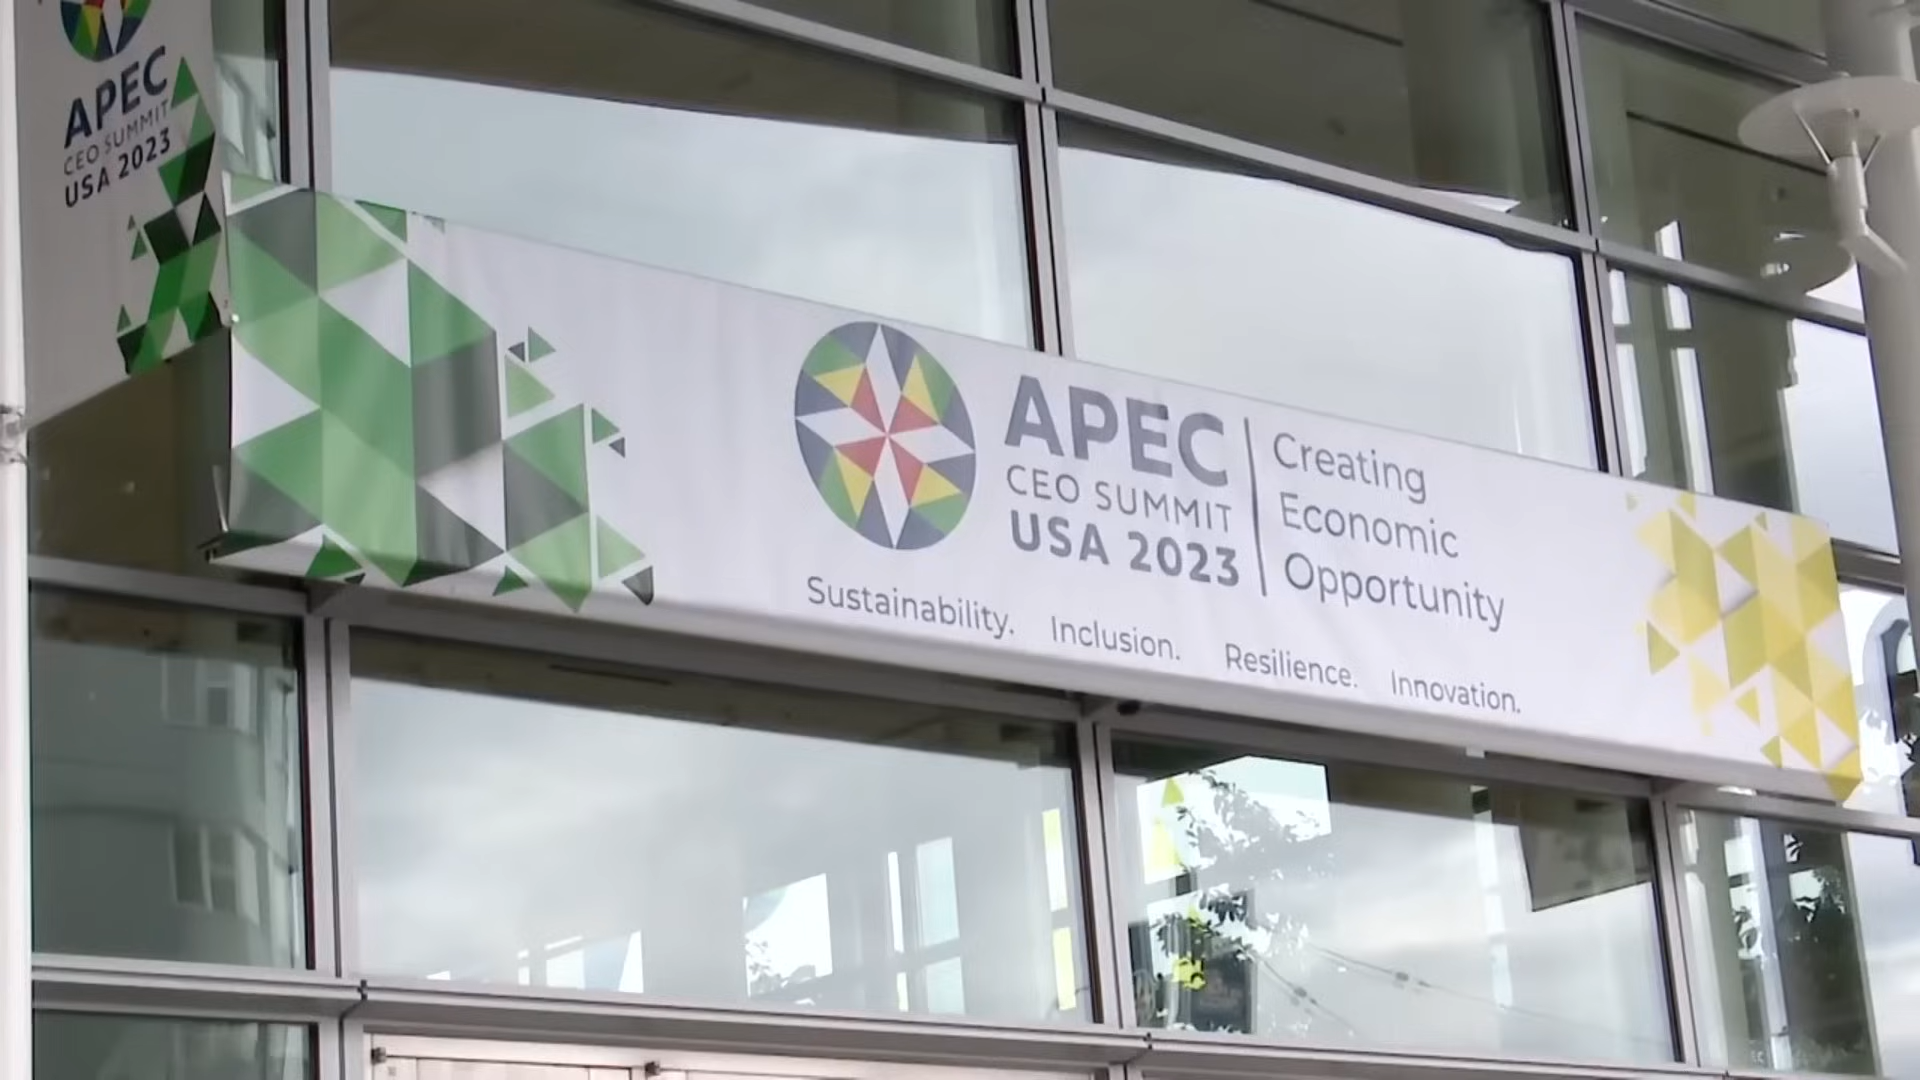 APEC
CEO SUMMIT
USA 2023
APEC
CEO SUMMIT
USA 2023
Creating
Economic
Opportunity
Sustainability. Inclusion. Resilience. Innovation.